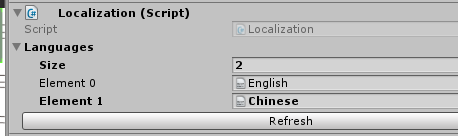 Localization (Script)
Script Localization
Languages
Size 2
Element 0 English
Element 1 Chinese
Refresh